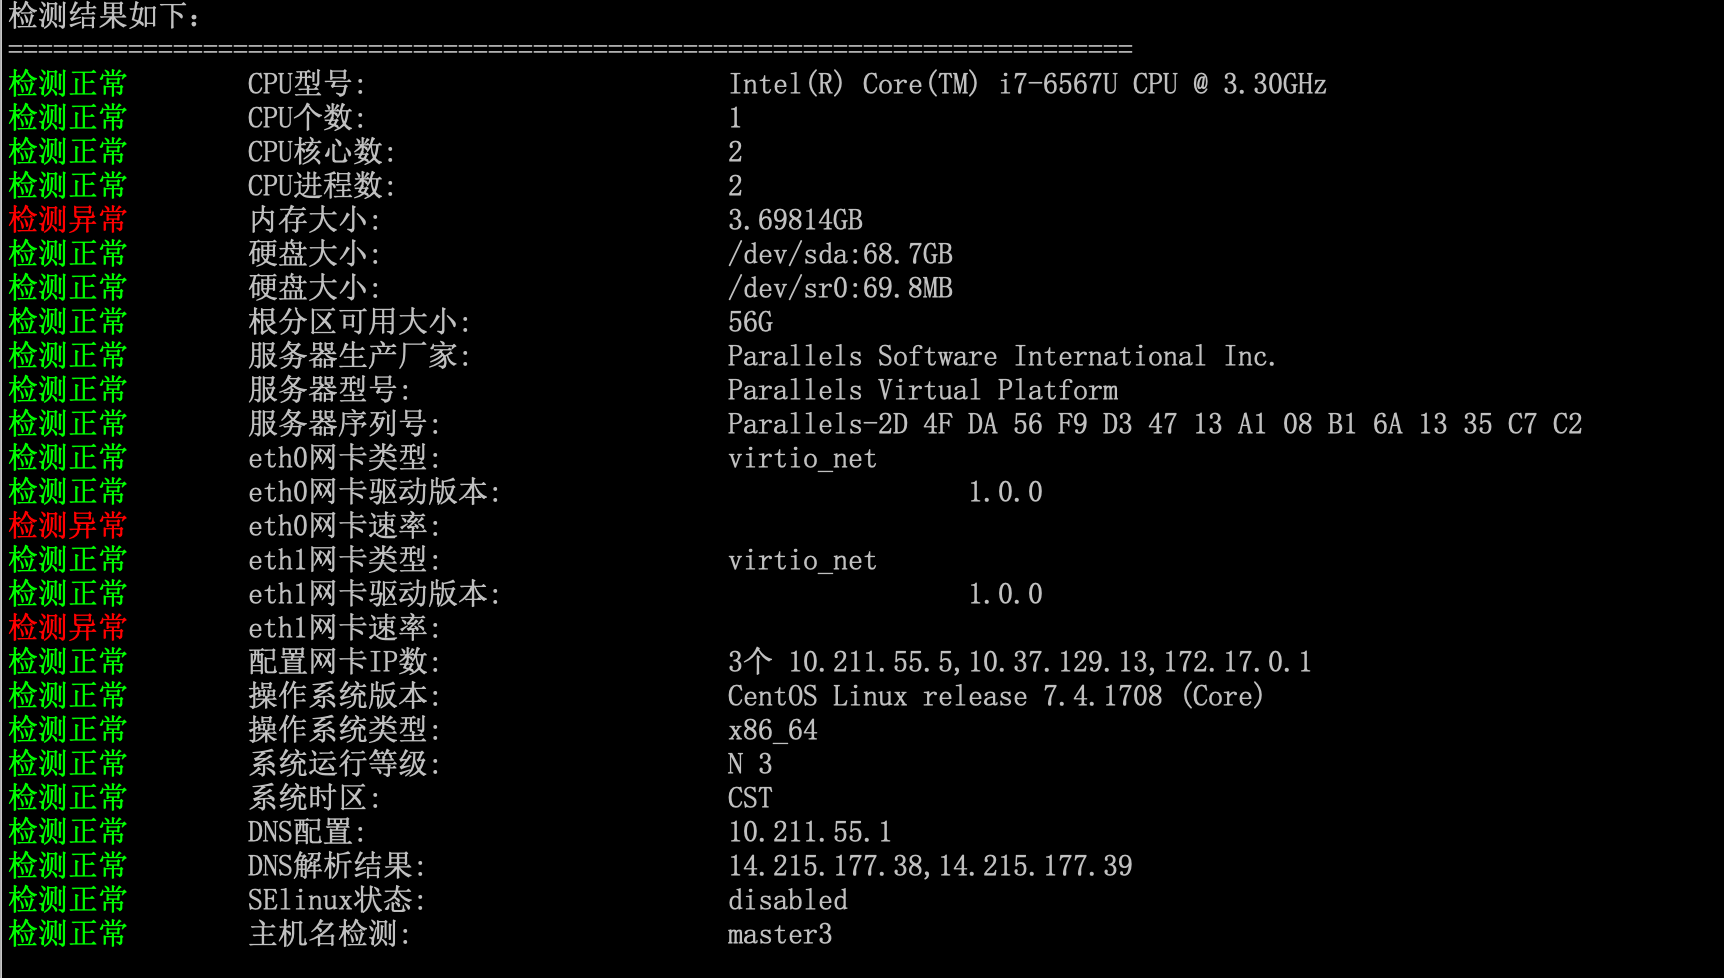 检测结果如下:
===========================================================================
检测正常 CPU型号: Intel(R) Core(TM) i7-6567U CPU @ 3.30GHz
检测正常 CPU个数: 1
检测正常 CPU核心数: 2
检测正常 CPU进程数: 2
检测异常 内存大小: 3.69814GB
检测正常 硬盘大小: /dev/sda:68.7GB
检测正常 硬盘大小: /dev/sr0:69.8MB
检测正常 根分区可用大小: 56G
检测正常 服务器生产厂家: Parallels Software International Inc.
检测正常 服务器型号: Parallels Virtual Platform
检测正常 服务器序列号: Parallels-2D 4F DA 56 F9 D3 47 13 A1 08 B1 6A 13 35 C7 C2
检测正常 eth0网卡类型: virtio_net
检测正常 eth0网卡驱动版本: 1.0.0
检测异常 eth0网卡速率:
检测正常 eth1网卡类型: virtio_net
检测正常 eth1网卡驱动版本: 1.0.0
检测异常 eth1网卡速率:
检测正常 配置网卡IP数: 3个 10.211.55.5,10.37.129.13,172.17.0.1
检测正常 操作系统版本: CentOS Linux release 7.4.1708 (Core)
检测正常 操作系统类型: x86_64
检测正常 系统运行等级: N 3
检测正常 系统时区: CST
检测正常 DNS配置: 10.211.55.1
检测正常 DNS解析结果: 14.215.177.38,14.215.177.39
检测正常 SElinux状态: disabled
检测正常 主机名检测: master3